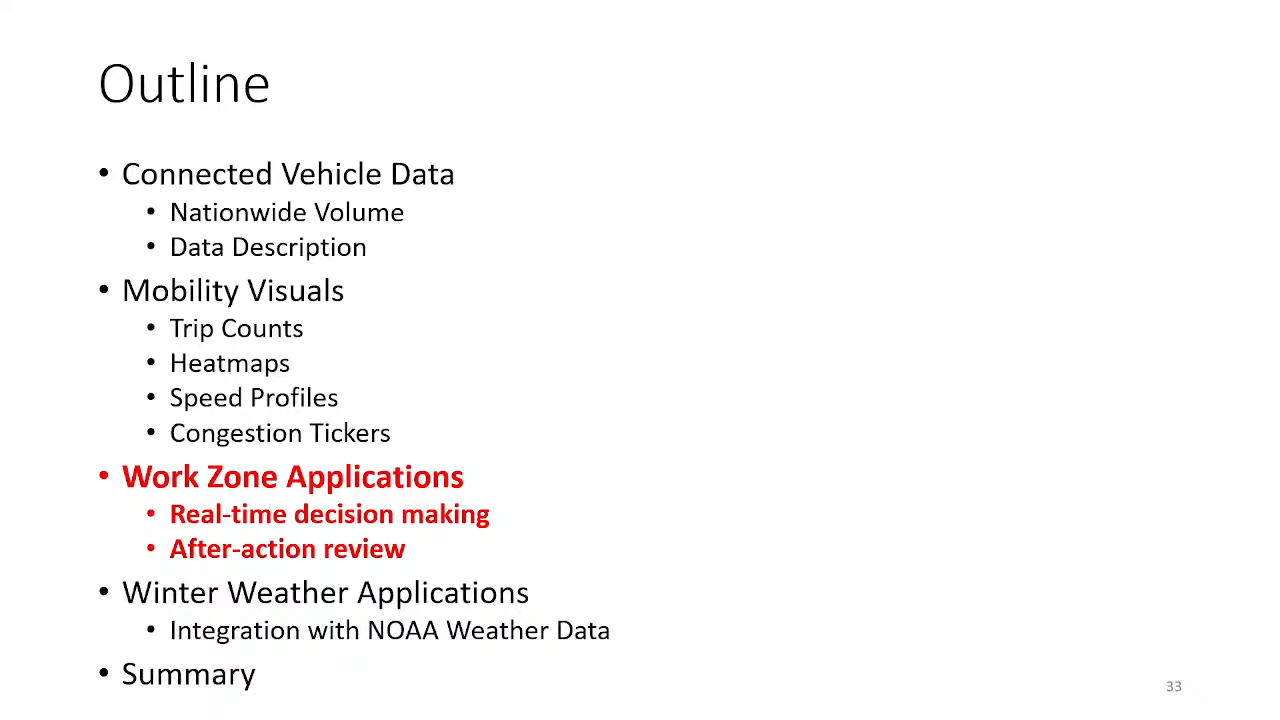 Outline
• Connected Vehicle Data
• Nationwide Volume
• Data Description
• Mobility Visuals
• Trip Counts
• Heatmaps
• Speed Profiles
• Congestion Tickers
• Work Zone Applications
• Real-time decision making
• After-action review
• Winter Weather Applications
• Integration with NOAA Weather Data
• Summary
33